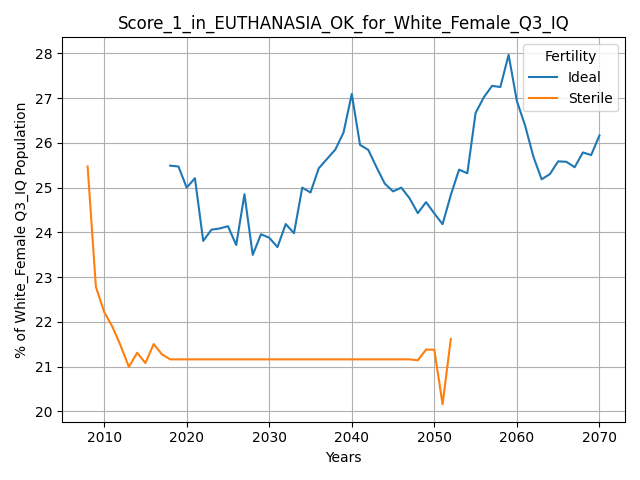 Score_1_in_EUTHANASIA_OK_for_White_Female_Q3_IQ
Fertility
Ideal
Sterile
% of White_Female Q3_IQ Population
28
27
26
25
24
23
22
21
20
2010
2020
2030
2040
2050
2060
2070
Years